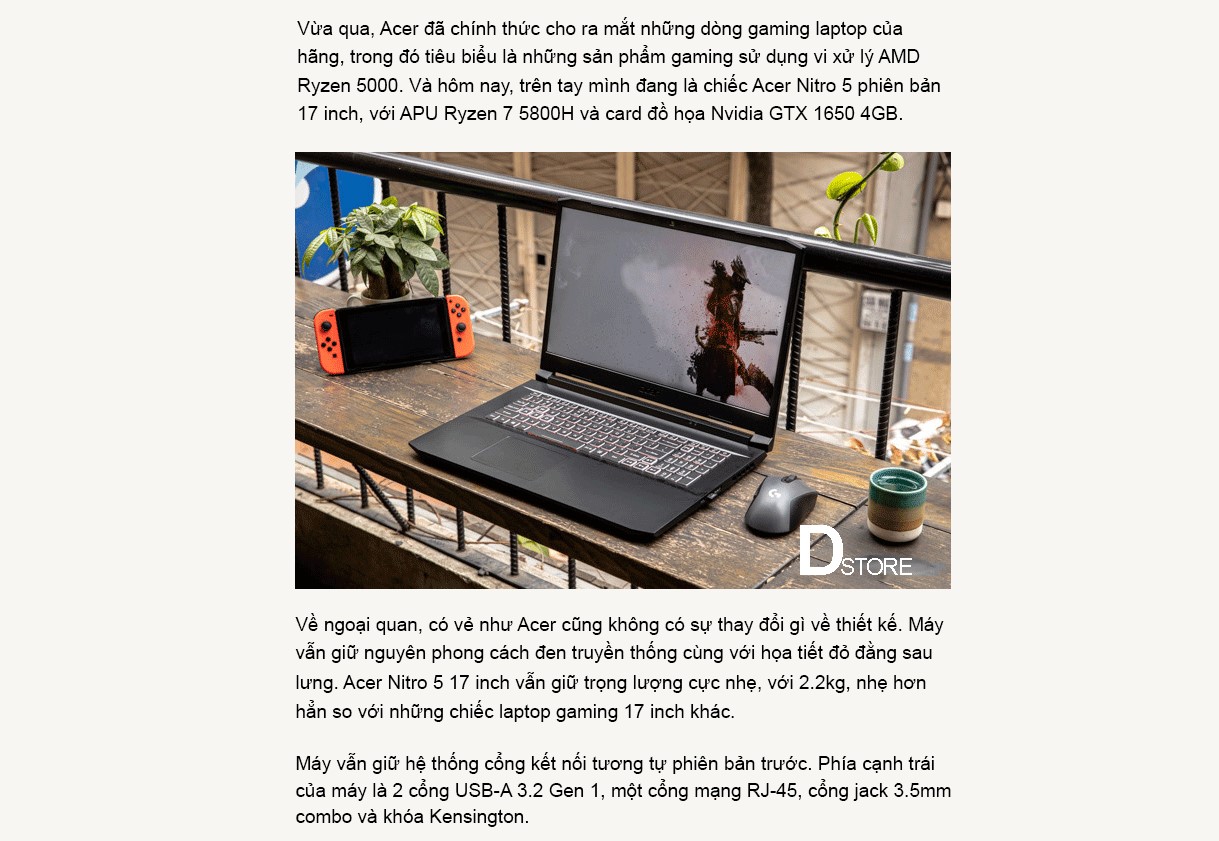 Vừa qua, Acer đã chính thức cho ra mắt những dòng gaming laptop của
hãng, trong đó tiêu biểu là những sản phẩm gaming sử dụng vi xử lý AMD
Ryzen 5000. Và hôm nay, trên tay mình đang là chiếc Acer Nitro 5 phiên bản
17 inch, với APU Ryzen 7 5800H và card đồ họa Nvidia GTX 1650 4GB.
DSTORE
Về ngoại quan, có vẻ như Acer cũng không có sự thay đổi gì về thiết kế. Máy
vẫn giữ nguyên phong cách đen truyền thống cùng với họa tiết đỏ đằng sau
lưng. Acer Nitro 5 17 inch vẫn giữ trọng lượng cực nhẹ, với 2.2kg, nhẹ hơn
hẳn so với những chiếc laptop gaming 17 inch khác.
Máy vẫn giữ hệ thống cổng kết nối tương tự phiên bản trước. Phía cạnh trái
của máy là 2 cổng USB-A 3.2 Gen 1, một cổng mạng RJ-45, cổng jack 3.5mm
combo và khóa Kensington.